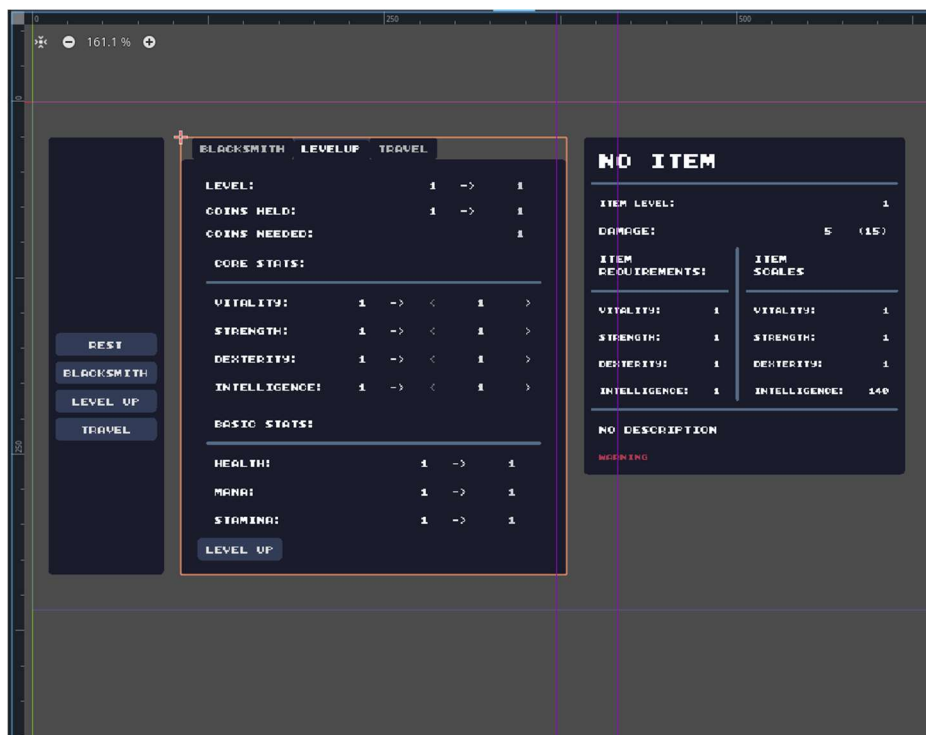 0 250 500
161.1 %
0
250
REST
BLACKSMITH
LEVEL UP
TRAVEL
BLACKSMITH LEVELUP TRAVEL
LEVEL: 1 -> 1
COINS HELD: 1 -> 1
COINS NEEDED: 1
CORE STATS:
VITALITY: 1 -> < 1 >
STRENGTH: 1 -> < 1 >
DEXTERITY: 1 -> < 1 >
INTELLIGENCE: 1 -> < 1 >
BASIC STATS:
HEALTH: 1 -> 1
MANA: 1 -> 1
STAMINA: 1 -> 1
LEVEL UP
NO ITEM
ITEM LEVEL: 1
DAMAGE: 5 (15)
ITEM REQUIREMENTS:
VITALITY: 1
STRENGTH: 1
DEXTERITY: 1
INTELLIGENCE: 1
ITEM SCALES
VITALITY: 1
STRENGTH: 1
DEXTERITY: 1
INTELLIGENCE: 140
NO DESCRIPTION
WARNING